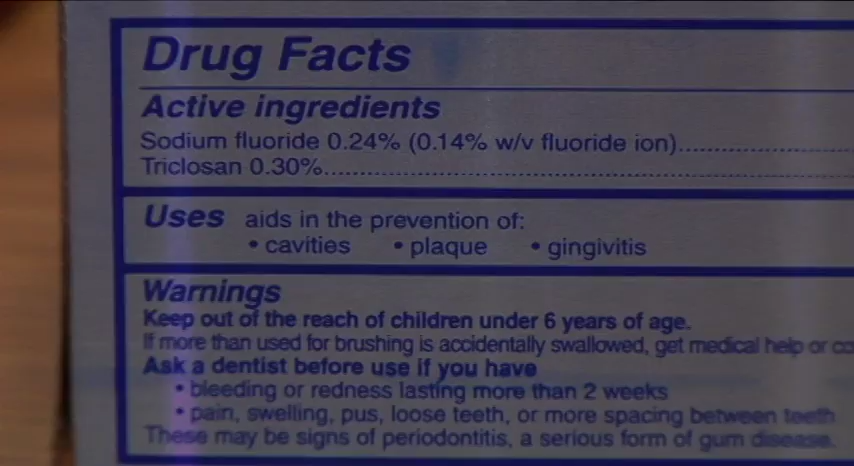 Drug Facts
Active ingredients
Sodium fluoride 0.24% (0.14% w/v fluoride ion)
Triclosan 0.30%
Uses aids in the prevention of:
• cavities • plaque • gingivitis
Warnings
Keep out of the reach of children under 6 years of age.
If more than used for brushing is accidentally swallowed, get medical help or
Ask a dentist before use if you have
• bleeding or redness lasting more than 2 weeks
• pain, swelling, pus, loose teeth, or more spacing between teeth
These may be signs of periodontitis, a serious form of gum disease.